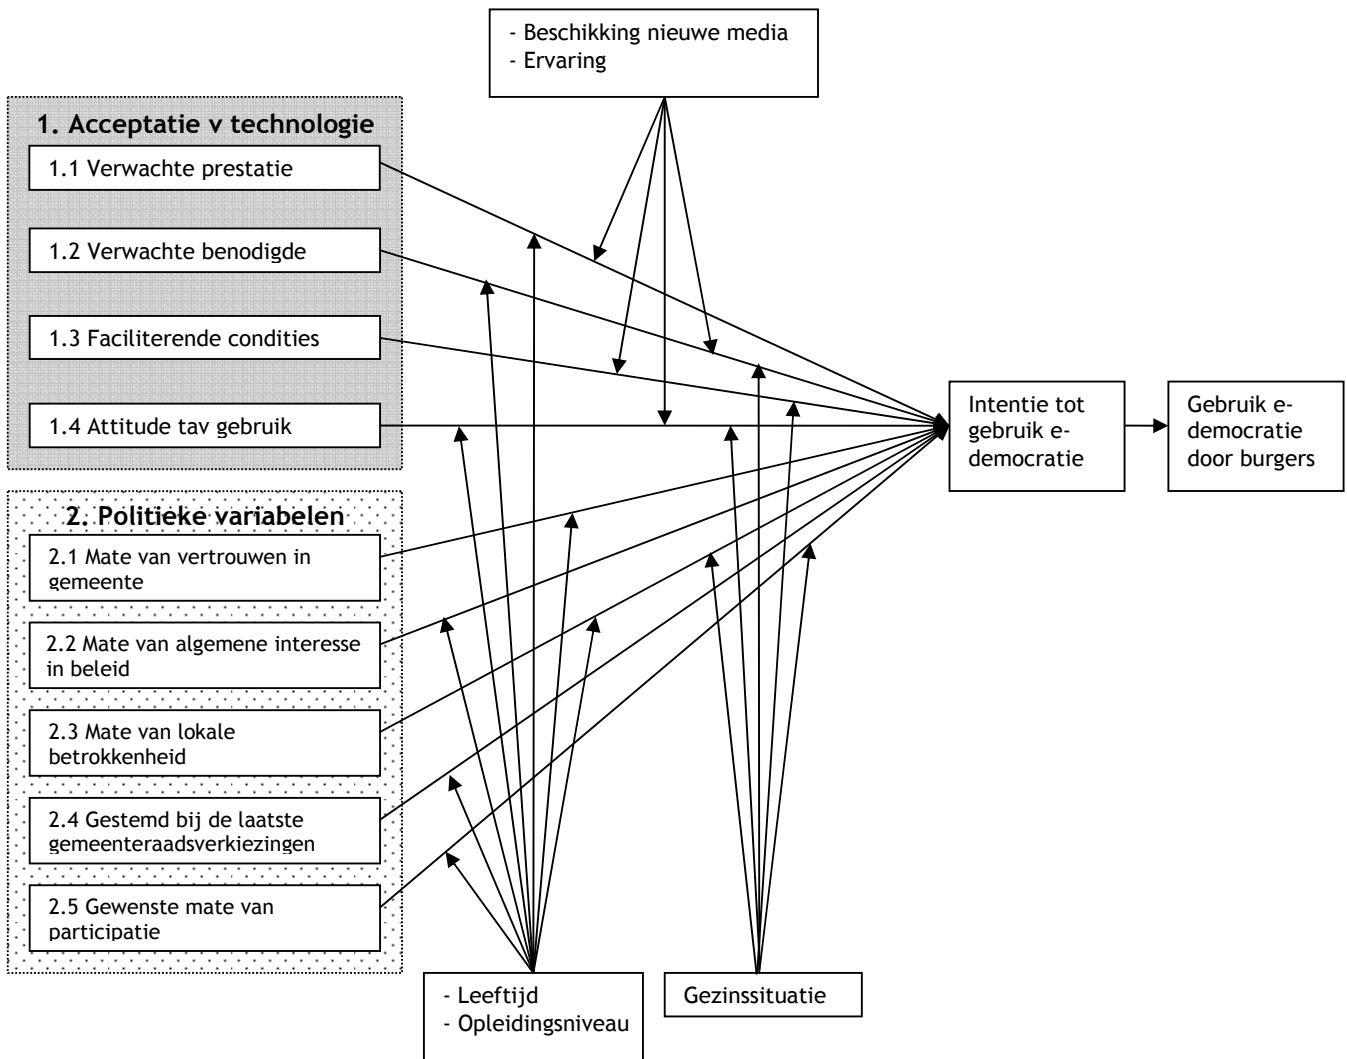 - Beschikking nieuwe media
- Ervaring
1. Acceptatie v technologie
1.1 Verwachte prestatie
1.2 Verwachte benodigde
1.3 Faciliterende condities
1.4 Attitude tav gebruik
Intentie tot
gebruik e-
democratie
Gebruik e-
democratie
door burgers
2. Politieke variabelen
2.1 Mate van vertrouwen in
gemeente
2.2 Mate van algemene interesse
in beleid
2.3 Mate van lokale
betrokkenheid
2.4 Gestemd bij de laatste
gemeenteraadsverkiezingen
2.5 Gewenste mate van
participatie
- Leeftijd
- Opleidingsniveau
Gezinssituatie